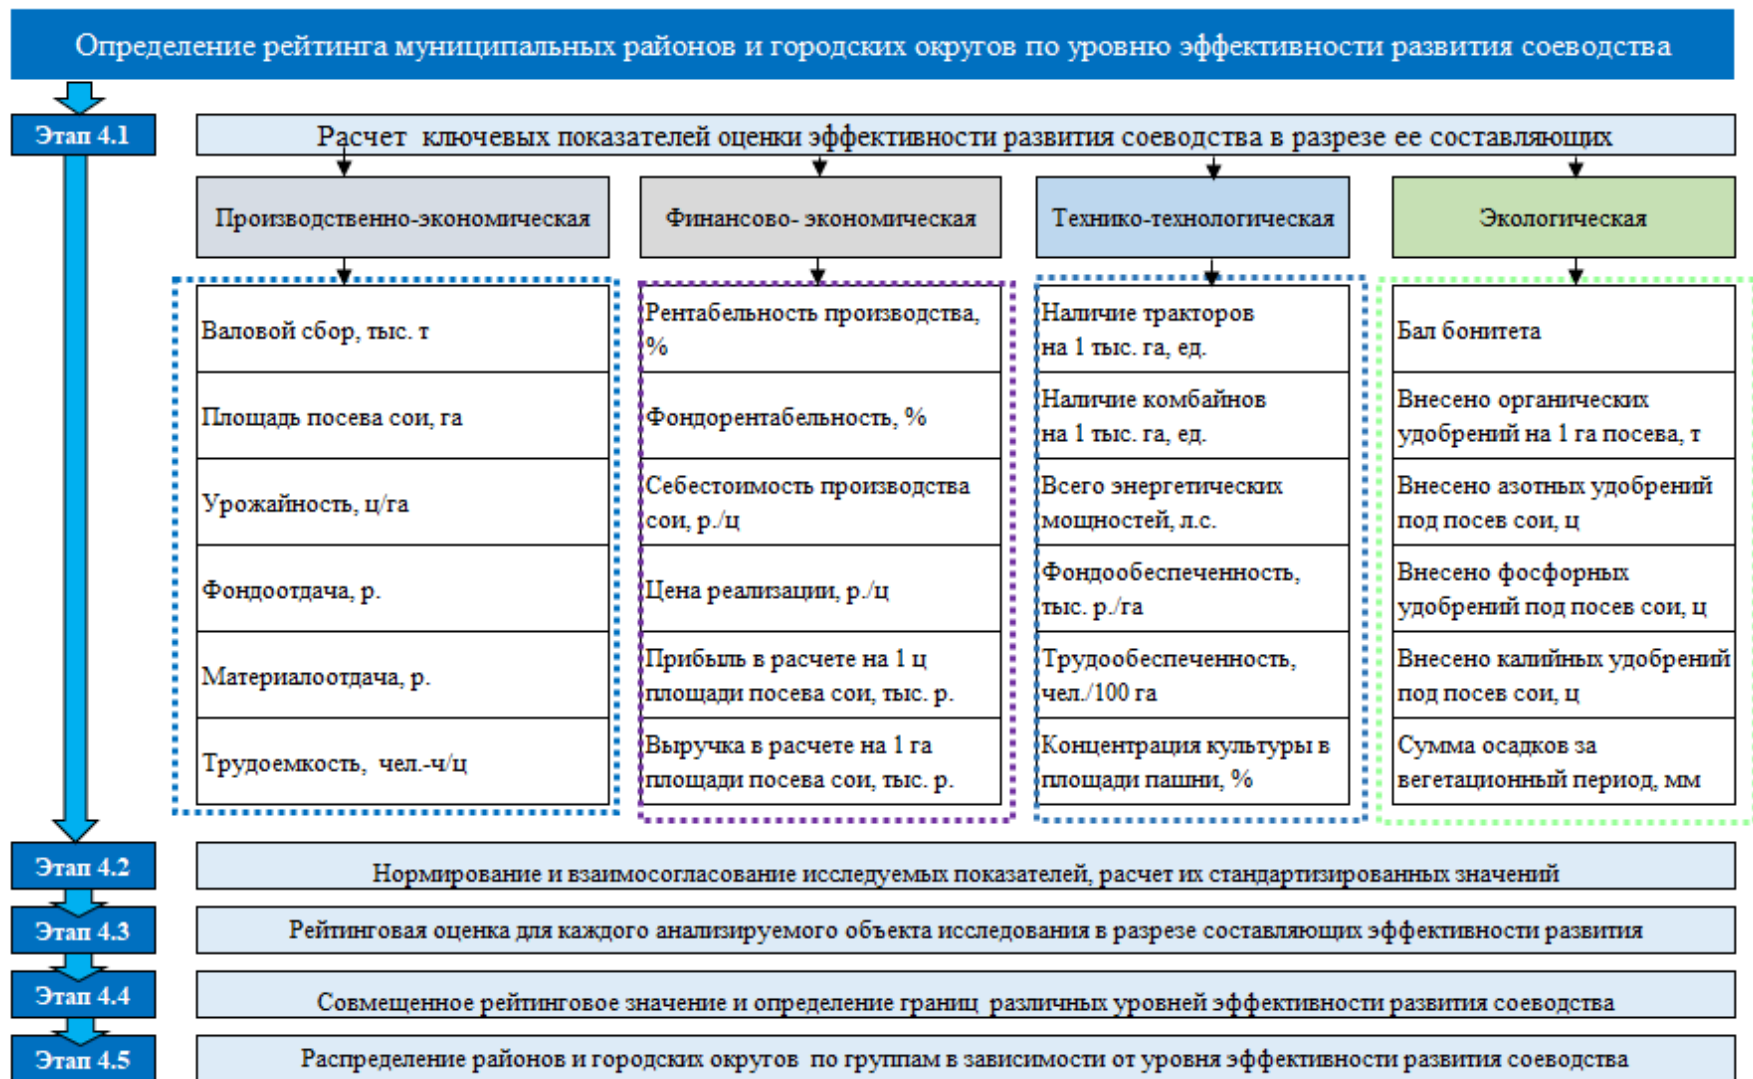 Определение рейтинга муниципальных районов и городских округов по уровню эффективности развития соеводства
Этап 4.1
Расчет ключевых показателей оценки эффективности развития соеводства в разрезе ее составляющих
Производственно-экономическая
Финансово- экономическая
Технико-технологическая
Экологическая
Валовой сбор, тыс. т
Площадь посева сои, га
Урожайность, ц/га
Фондоотдача, р.
Материалоотдача, р.
Трудоемкость, чел.-ч/ц
Рентабельность производства,
%
Фондорентабельность, %
Себестоимость производства
сои, р./ц
Цена реализации, р./ц
Прибыль в расчете на 1 ц
площади посева сои, тыс. р.
Выручка в расчете на 1 га
площади посева сои, тыс. р.
Наличие тракторов
на 1 тыс. га, ед.
Наличие комбайнов
на 1 тыс. га, ед.
Всего энергетических
мощностей, л.с.
Фондообеспеченность,
тыс. р./га
Трудообеспеченность,
чел./100 га
Концентрация культуры в
площади пашни, %
Бал бонитета
Внесено органических
удобрений на 1 га посева, т
Внесено азотных удобрений
под посев сои, ц
Внесено фосфорных
удобрений под посев сои, ц
Внесено калийных удобрений
под посев сои, ц
Сумма осадков за
вегетационный период, мм
Этап 4.2
Нормирование и взаимосогласование исследуемых показателей, расчет их стандартизированных значений
Этап 4.3
Рейтинговая оценка для каждого анализируемого объекта исследования в разрезе составляющих эффективности развития
Этап 4.4
Совмещенное рейтинговое значение и определение границ различных уровней эффективности развития соеводства
Этап 4.5
Распределение районов и городских округов по группам в зависимости от уровня эффективности развития соеводства